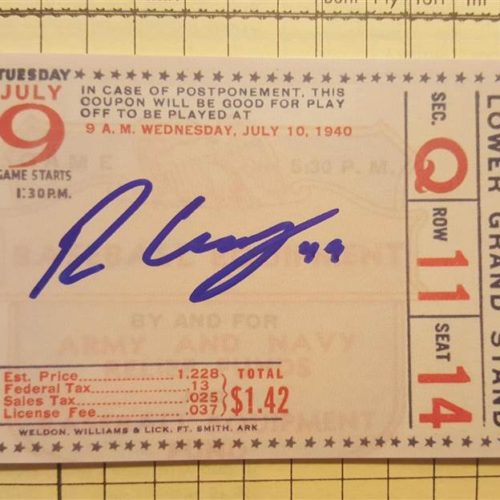 TUESDAY
JULY
9
GAME STARTS
1:30 P.M.
IN CASE OF POSTPONEMENT, THIS
COUPON WILL BE GOOD FOR PLAY
OFF TO BE PLAYED AT
9 A.M. WEDNESDAY, JULY 10, 1940
GAME
5:30 P. M.
BY AND FOR
ARMY AND NAVY
Est. Price 1.228
Federal Tax .13
Sales Tax .025
License Fee .037
TOTAL
$1.42
WELDON, WILLIAMS & LICK, FT. SMITH, ARK
SEC.
Q
ROW
11
SEAT
14
LOWER GRAND STAND